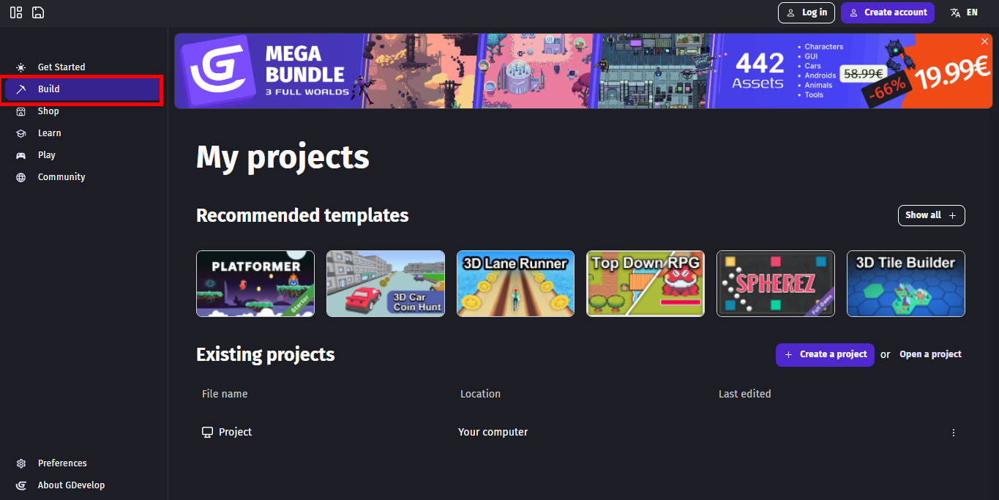 Log in
Create account
EN
Get Started
Build
Shop
Learn
Play
Community
Preferences
About GDevelop
MEGA
BUNDLE
3 FULL WORLDS
442
Assets
• Characters
• GUI
• Cars
• Androids
• Animals
• Tools
58.99€
-66%
19.99€
My projects
Recommended templates
Show all +
PLATFORMER
Starter
3D Car
Coin Hunt
3D Lane Runner
Top Down RPG
SPHEREZ
Full Game
3D Tile Builder
Existing projects
+ Create a project or Open a project
File name Location Last edited
Project Your computer